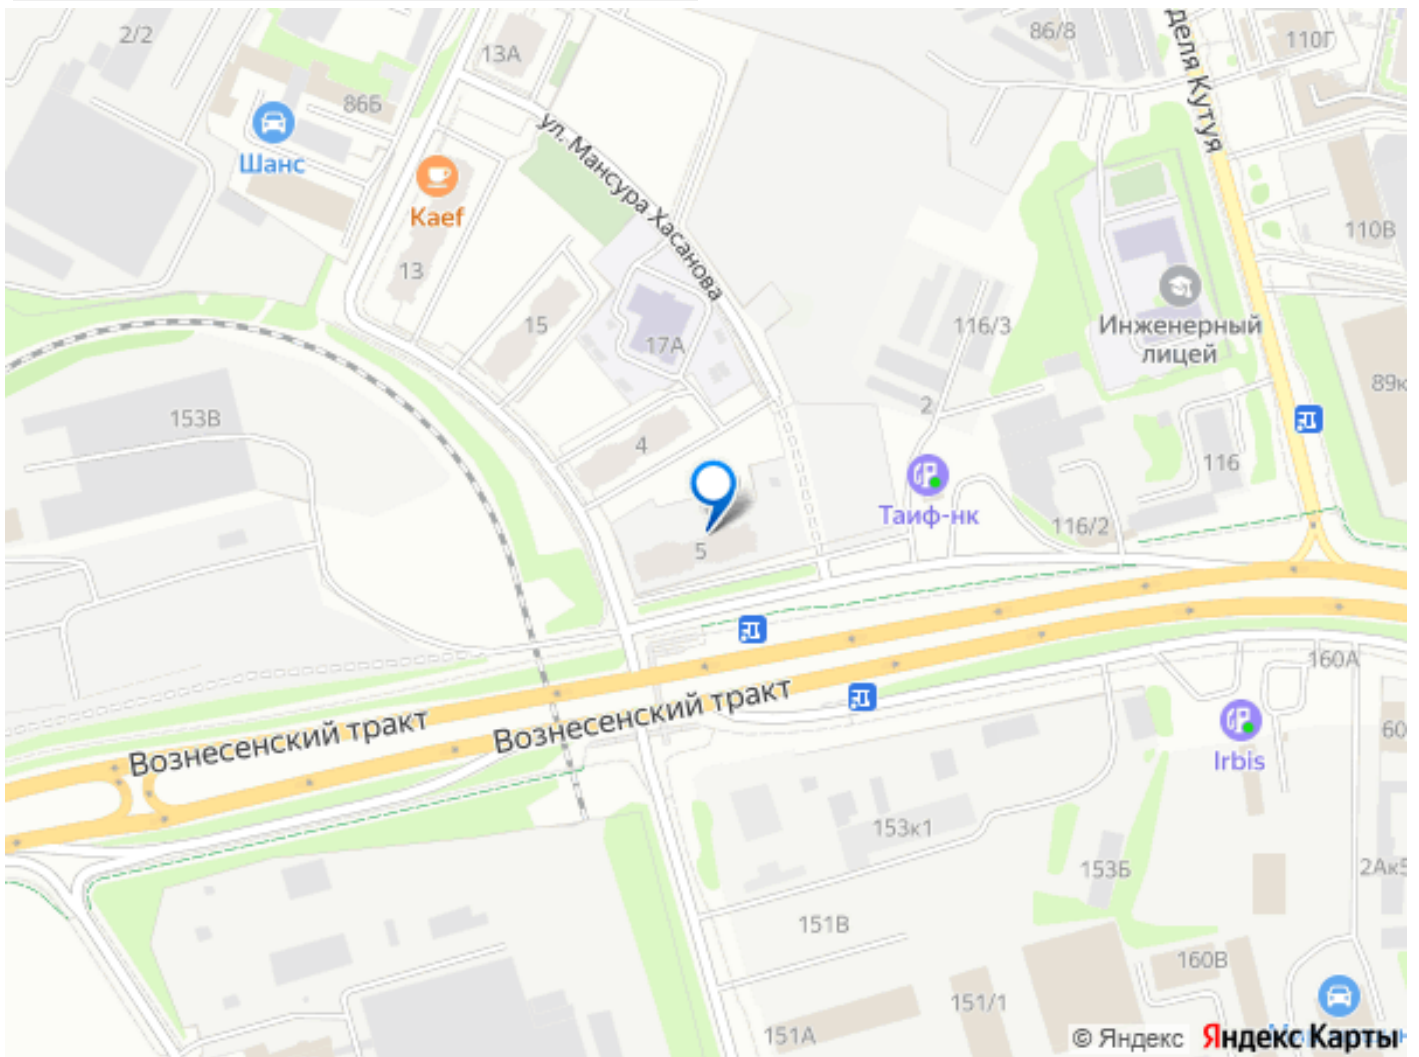 2/2
13А
86/8
110Г
деля Кутуя
86Б
Шанс
ул. Мансура Хасанова
Kaef
110В
13
15
116/3
Инженерный
лицей
17А
89к
153В
2
4
116
Таиф-нк
116/2
5
160А
Вознесенский тракт
Вознесенский тракт
60
Irbis
153к1
153Б
2Ак5
151В
160В
151/1
151А
© Яндекс
Яндекс Карты